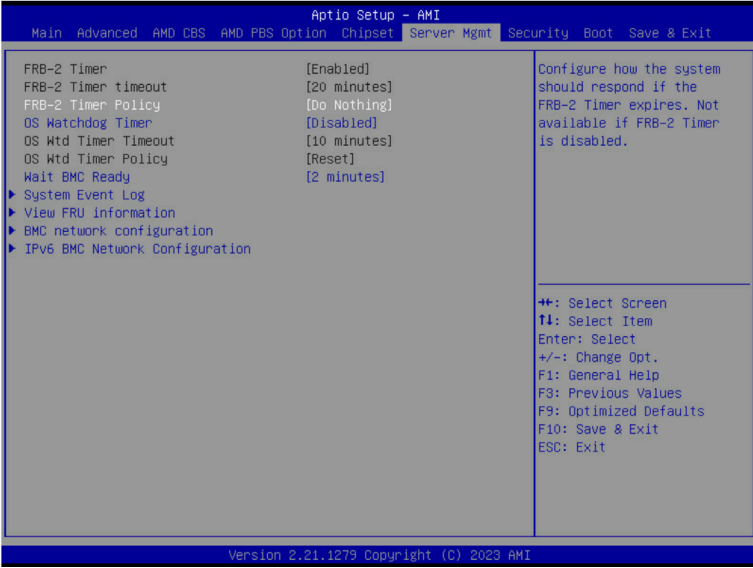 Aptio Setup – AMI
Main Advanced AMD CBS AMD PBS Option Chipset Server Mgmt Security Boot Save & Exit
FRB-2 Timer [Enabled]
FRB-2 Timer timeout [20 minutes]
FRB-2 Timer Policy [Do Nothing]
OS Watchdog Timer [Disabled]
OS Wtd Timer Timeout [10 minutes]
OS Wtd Timer Policy [Reset]
Wait BMC Ready [2 minutes]
System Event Log
View FRU information
BMC network configuration
IPv6 BMC Network Configuration
Configure how the system
should respond if the
FRB-2 Timer expires. Not
available if FRB-2 Timer
is disabled.
→←: Select Screen
↑↓: Select Item
Enter: Select
+/-: Change Opt.
F1: General Help
F3: Previous Values
F9: Optimized Defaults
F10: Save & Exit
ESC: Exit
Version 2.21.1279 Copyright (C) 2023 AMI